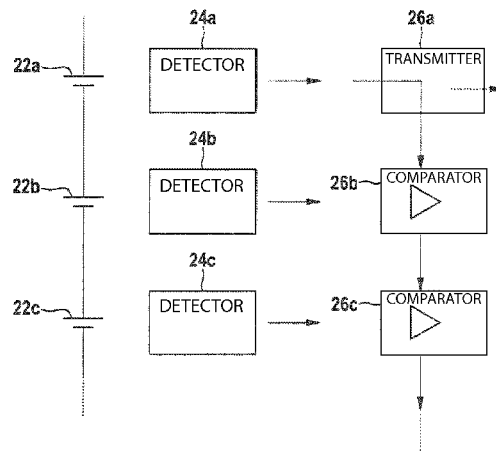 24a
26a
22a
DETECTOR
TRANSMITTER
24b
22b
DETECTOR
26b
COMPARATOR
24c
22c
DETECTOR
26c
COMPARATOR